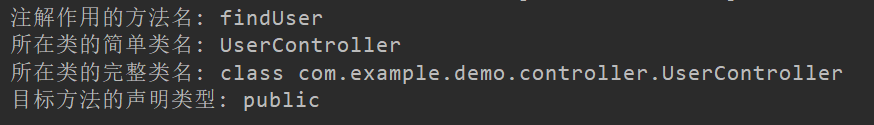 注解作用的方法名: findUser
所在类的简单类名: UserController
所在类的完整类名: class com.example.demo.controller.UserController
目标方法的声明类型: public